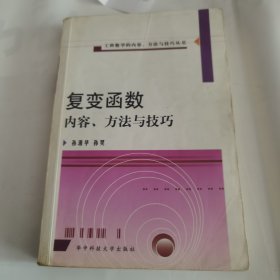 工科数学的内容、方法与技巧丛书
复变函数
内容、方法与技巧
孙清华 孙昊
华中科技大学出版社